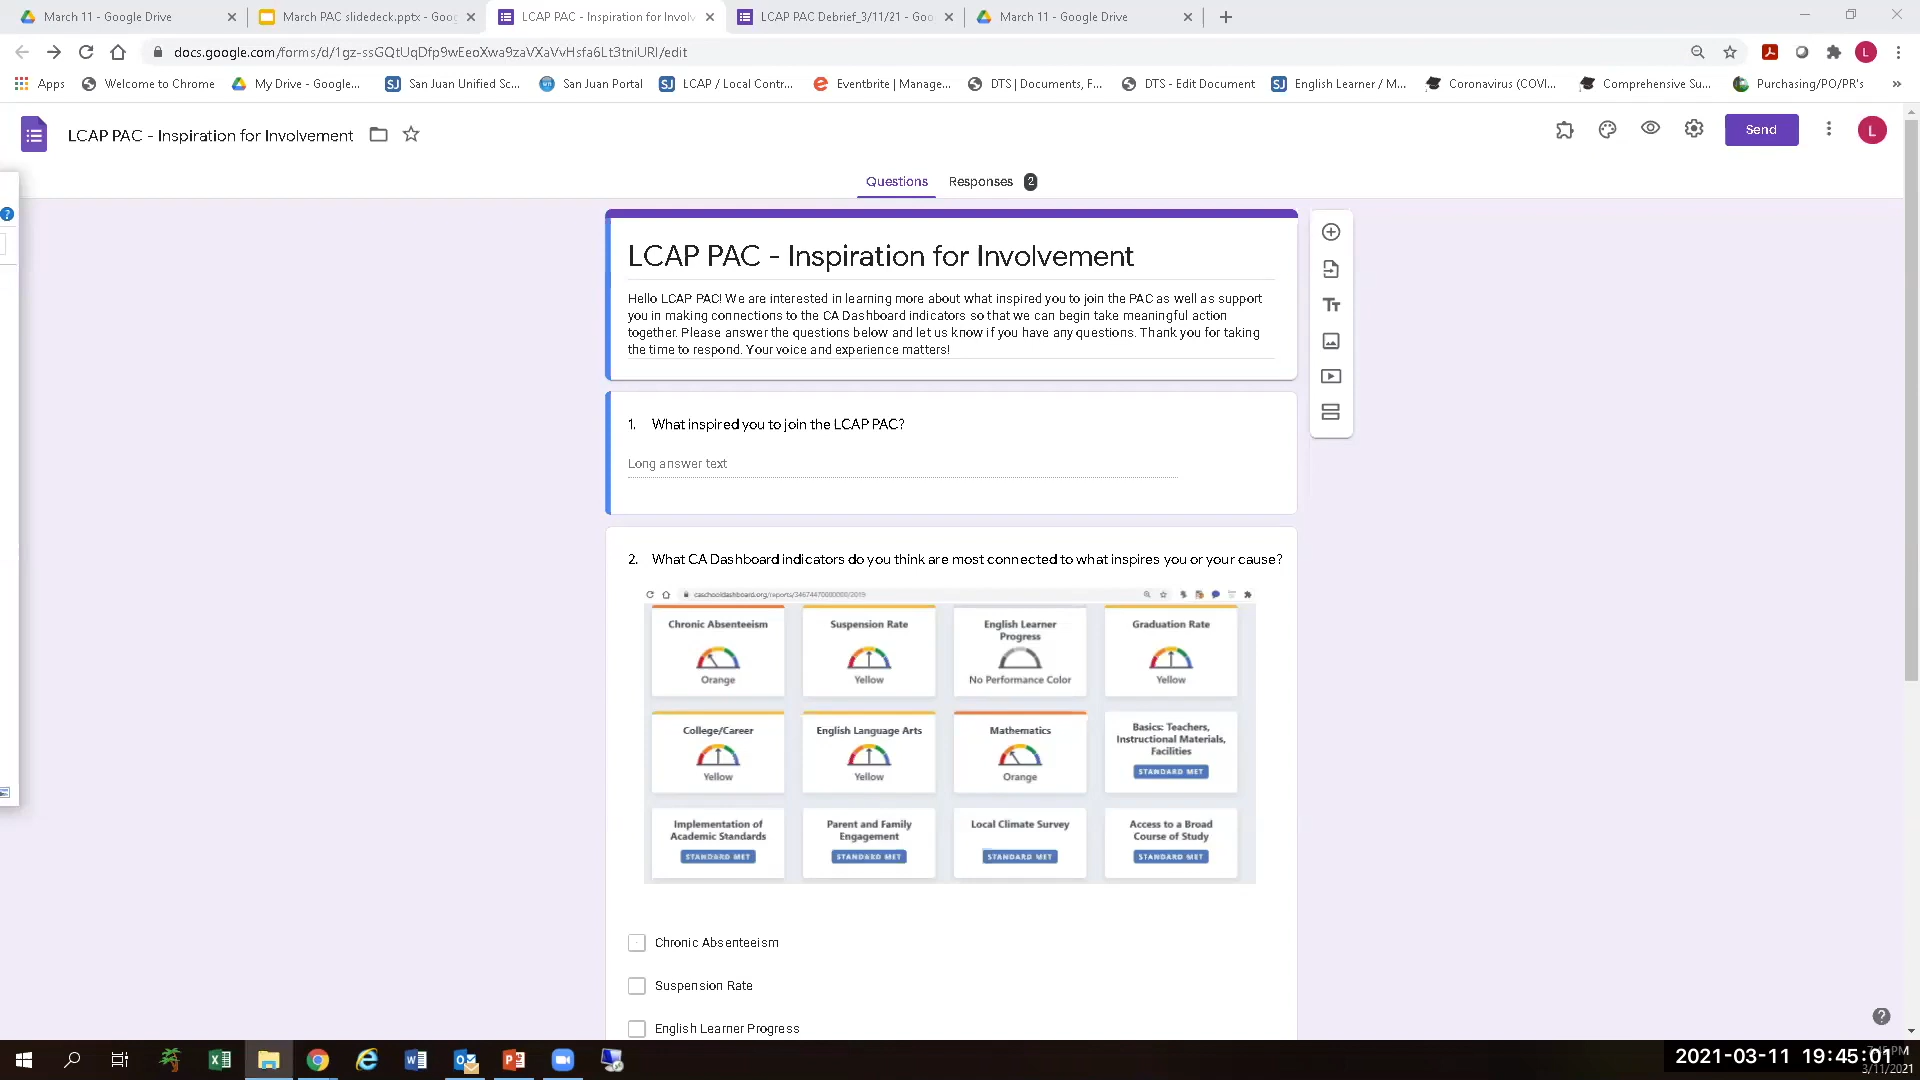 March 11 - Google Drive
March PAC slidedeck.pptx - Goog
LCAP PAC - Inspiration for Involv
LCAP PAC Debrief_3/11/21 - Goo
March 11 - Google Drive
docs.google.com/forms/d/1gz-ssGQtUqDfp9wEeoXwa9zaVXaVvHsfa6Lt3tniURI/edit
L
Apps
Welcome to Chrome
My Drive - Google...
SJ San Juan Unified Sc...
San Juan Portal
SJ LCAP / Local Contr...
Eventbrite | Manage...
DTS | Documents, F...
DTS - Edit Document
SJ English Learner / M...
Coronavirus (COVI...
Comprehensive Su...
Purchasing/PO/PR's
»
LCAP PAC - Inspiration for Involvement
Send
L
Questions
Responses 2
LCAP PAC - Inspiration for Involvement
Hello LCAP PAC! We are interested in learning more about what inspired you to join the PAC as well as support
you in making connections to the CA Dashboard indicators so that we can begin take meaningful action
together. Please answer the questions below and let us know if you have any questions. Thank you for taking
the time to respond. Your voice and experience matters!
Tт
1. What inspired you to join the LCAP PAC?
Long answer text
2. What CA Dashboard indicators do you think are most connected to what inspires you or your cause?
caschooldashboard.org/reports/34674470000000/2019
Chronic Absenteeism
Orange
Suspension Rate
Yellow
English Learner
Progress
No Performance Color
Graduation Rate
Yellow
College/Career
Yellow
English Language Arts
Yellow
Mathematics
Orange
Basics: Teachers,
Instructional Materials,
Facilities
STANDARD MET
Implementation of
Academic Standards
STANDARD MET
Parent and Family
Engagement
STANDARD MET
Local Climate Survey
STANDARD MET
Access to a Broad
Course of Study
STANDARD MET
Chronic Absenteeism
Suspension Rate
English Learner Progress
2021-03-11 19:45:01
3/11/2021